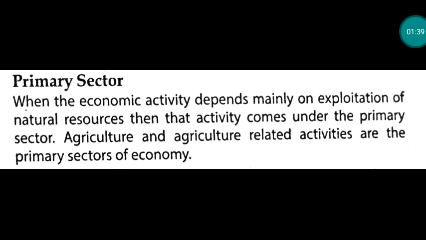 01:39
Primary Sector
When the economic activity depends mainly on exploitation of
natural resources then that activity comes under the primary
sector. Agriculture and agriculture related activities are the
primary sectors of economy.